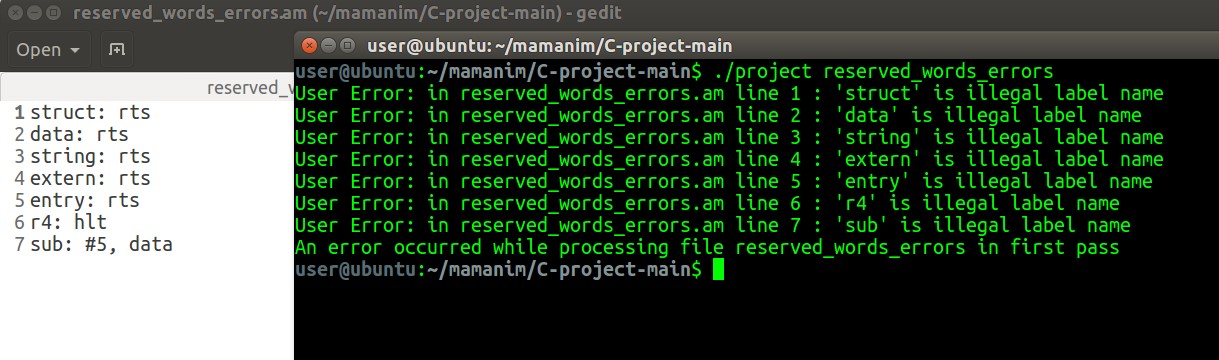 reserved_words_errors.am (~/mamanim/C-project-main) - gedit
Open
reserved_w
1 struct: rts
2 data: rts
3 string: rts
4 extern: rts
5 entry: rts
6 r4: hlt
7 sub: #5, data
user@ubuntu: ~/mamanim/C-project-main
user@ubuntu:~/mamanim/C-project-main$ ./project reserved_words_errors
User Error: in reserved_words_errors.am line 1 : 'struct' is illegal label name
User Error: in reserved_words_errors.am line 2 : 'data' is illegal label name
User Error: in reserved_words_errors.am line 3 : 'string' is illegal label name
User Error: in reserved_words_errors.am line 4 : 'extern' is illegal label name
User Error: in reserved_words_errors.am line 5 : 'entry' is illegal label name
User Error: in reserved_words_errors.am line 6 : 'r4' is illegal label name
User Error: in reserved_words_errors.am line 7 : 'sub' is illegal label name
An error occurred while processing file reserved_words_errors in first pass
user@ubuntu:~/mamanim/C-project-main$